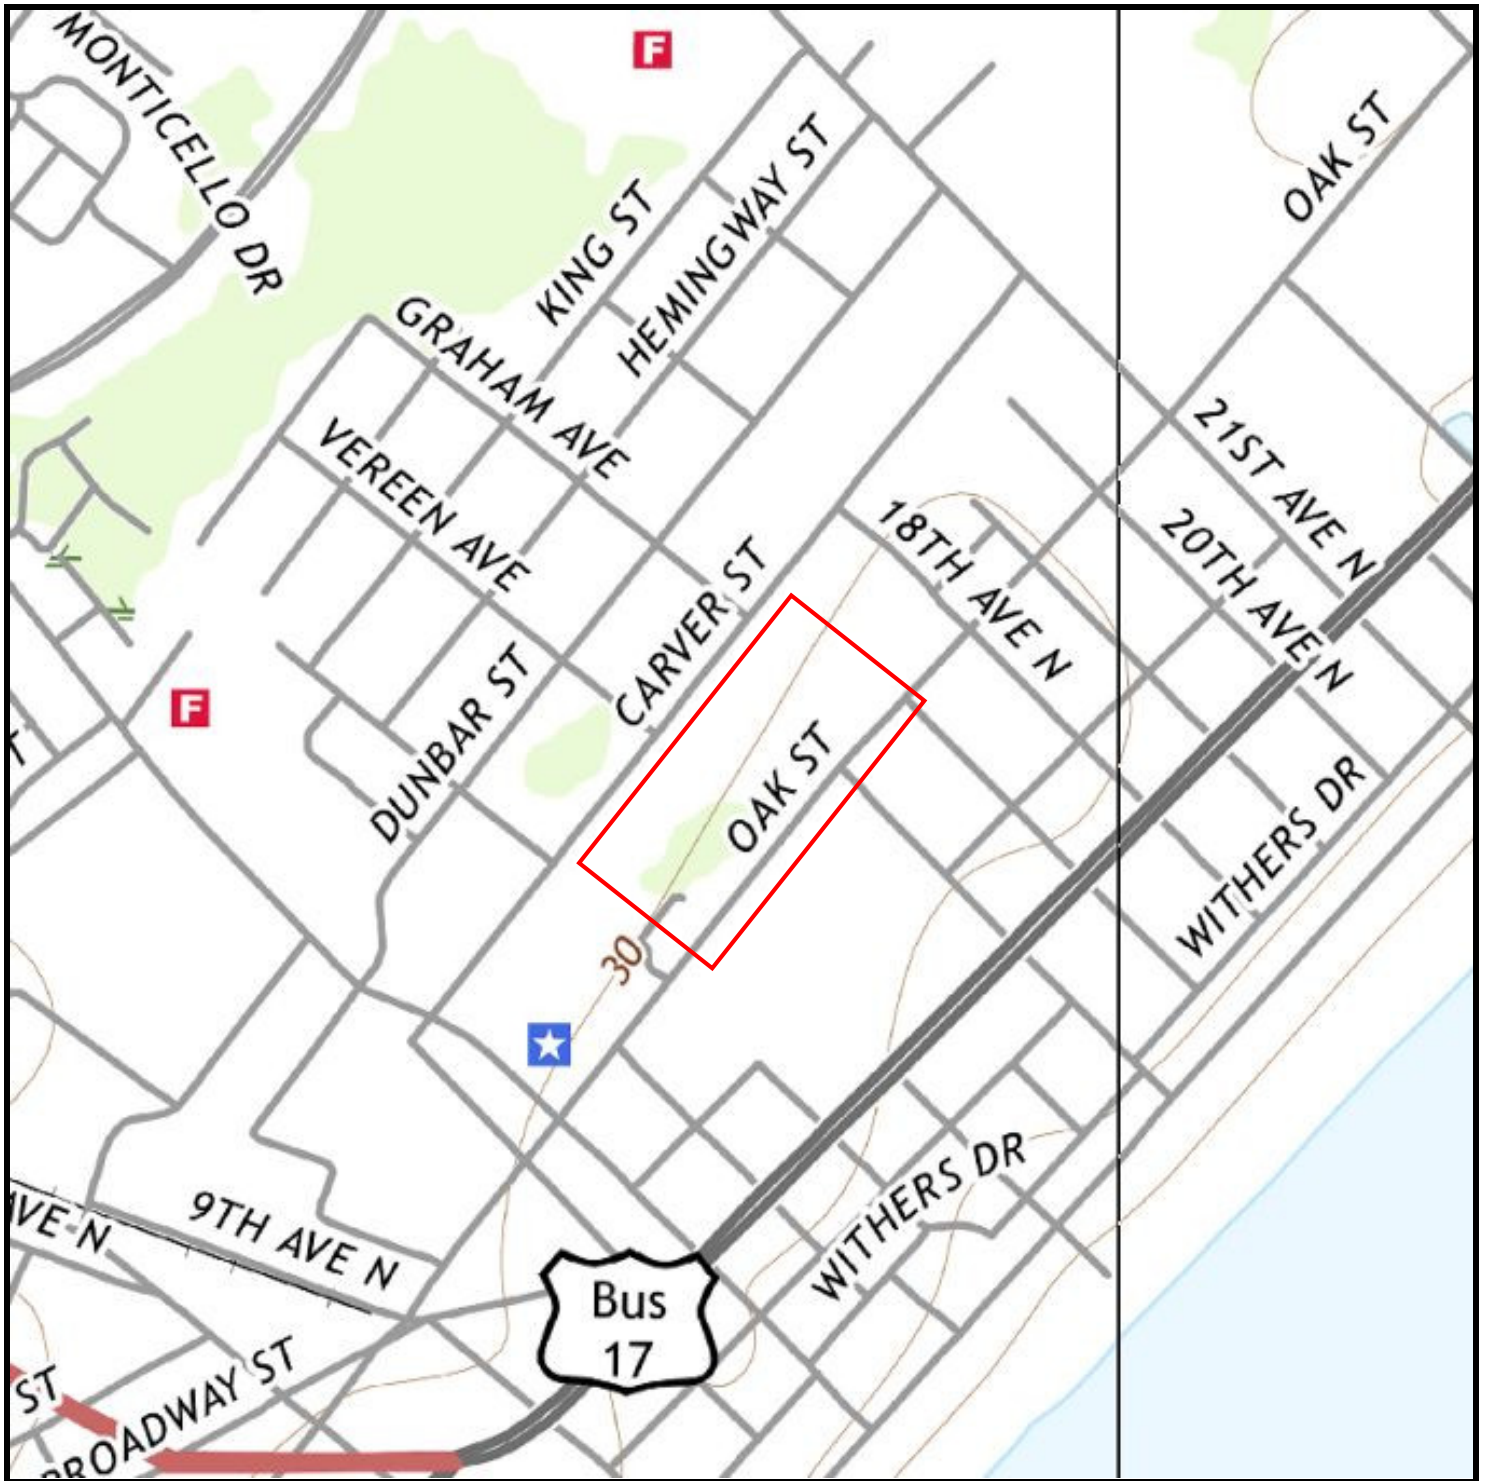 MONTICELLO DR
F
OAK ST
KING ST
HEMINGWAY ST
GRAHAM AVE
VEREEN AVE
21ST AVE N
18TH AVE N
20TH AVE N
CARVER ST
DUNBAR ST
F
OAK ST
WITHERS DR
30
WITHERS DR
AVE N
9TH AVE N
Bus
17
ST
BROADWAY ST